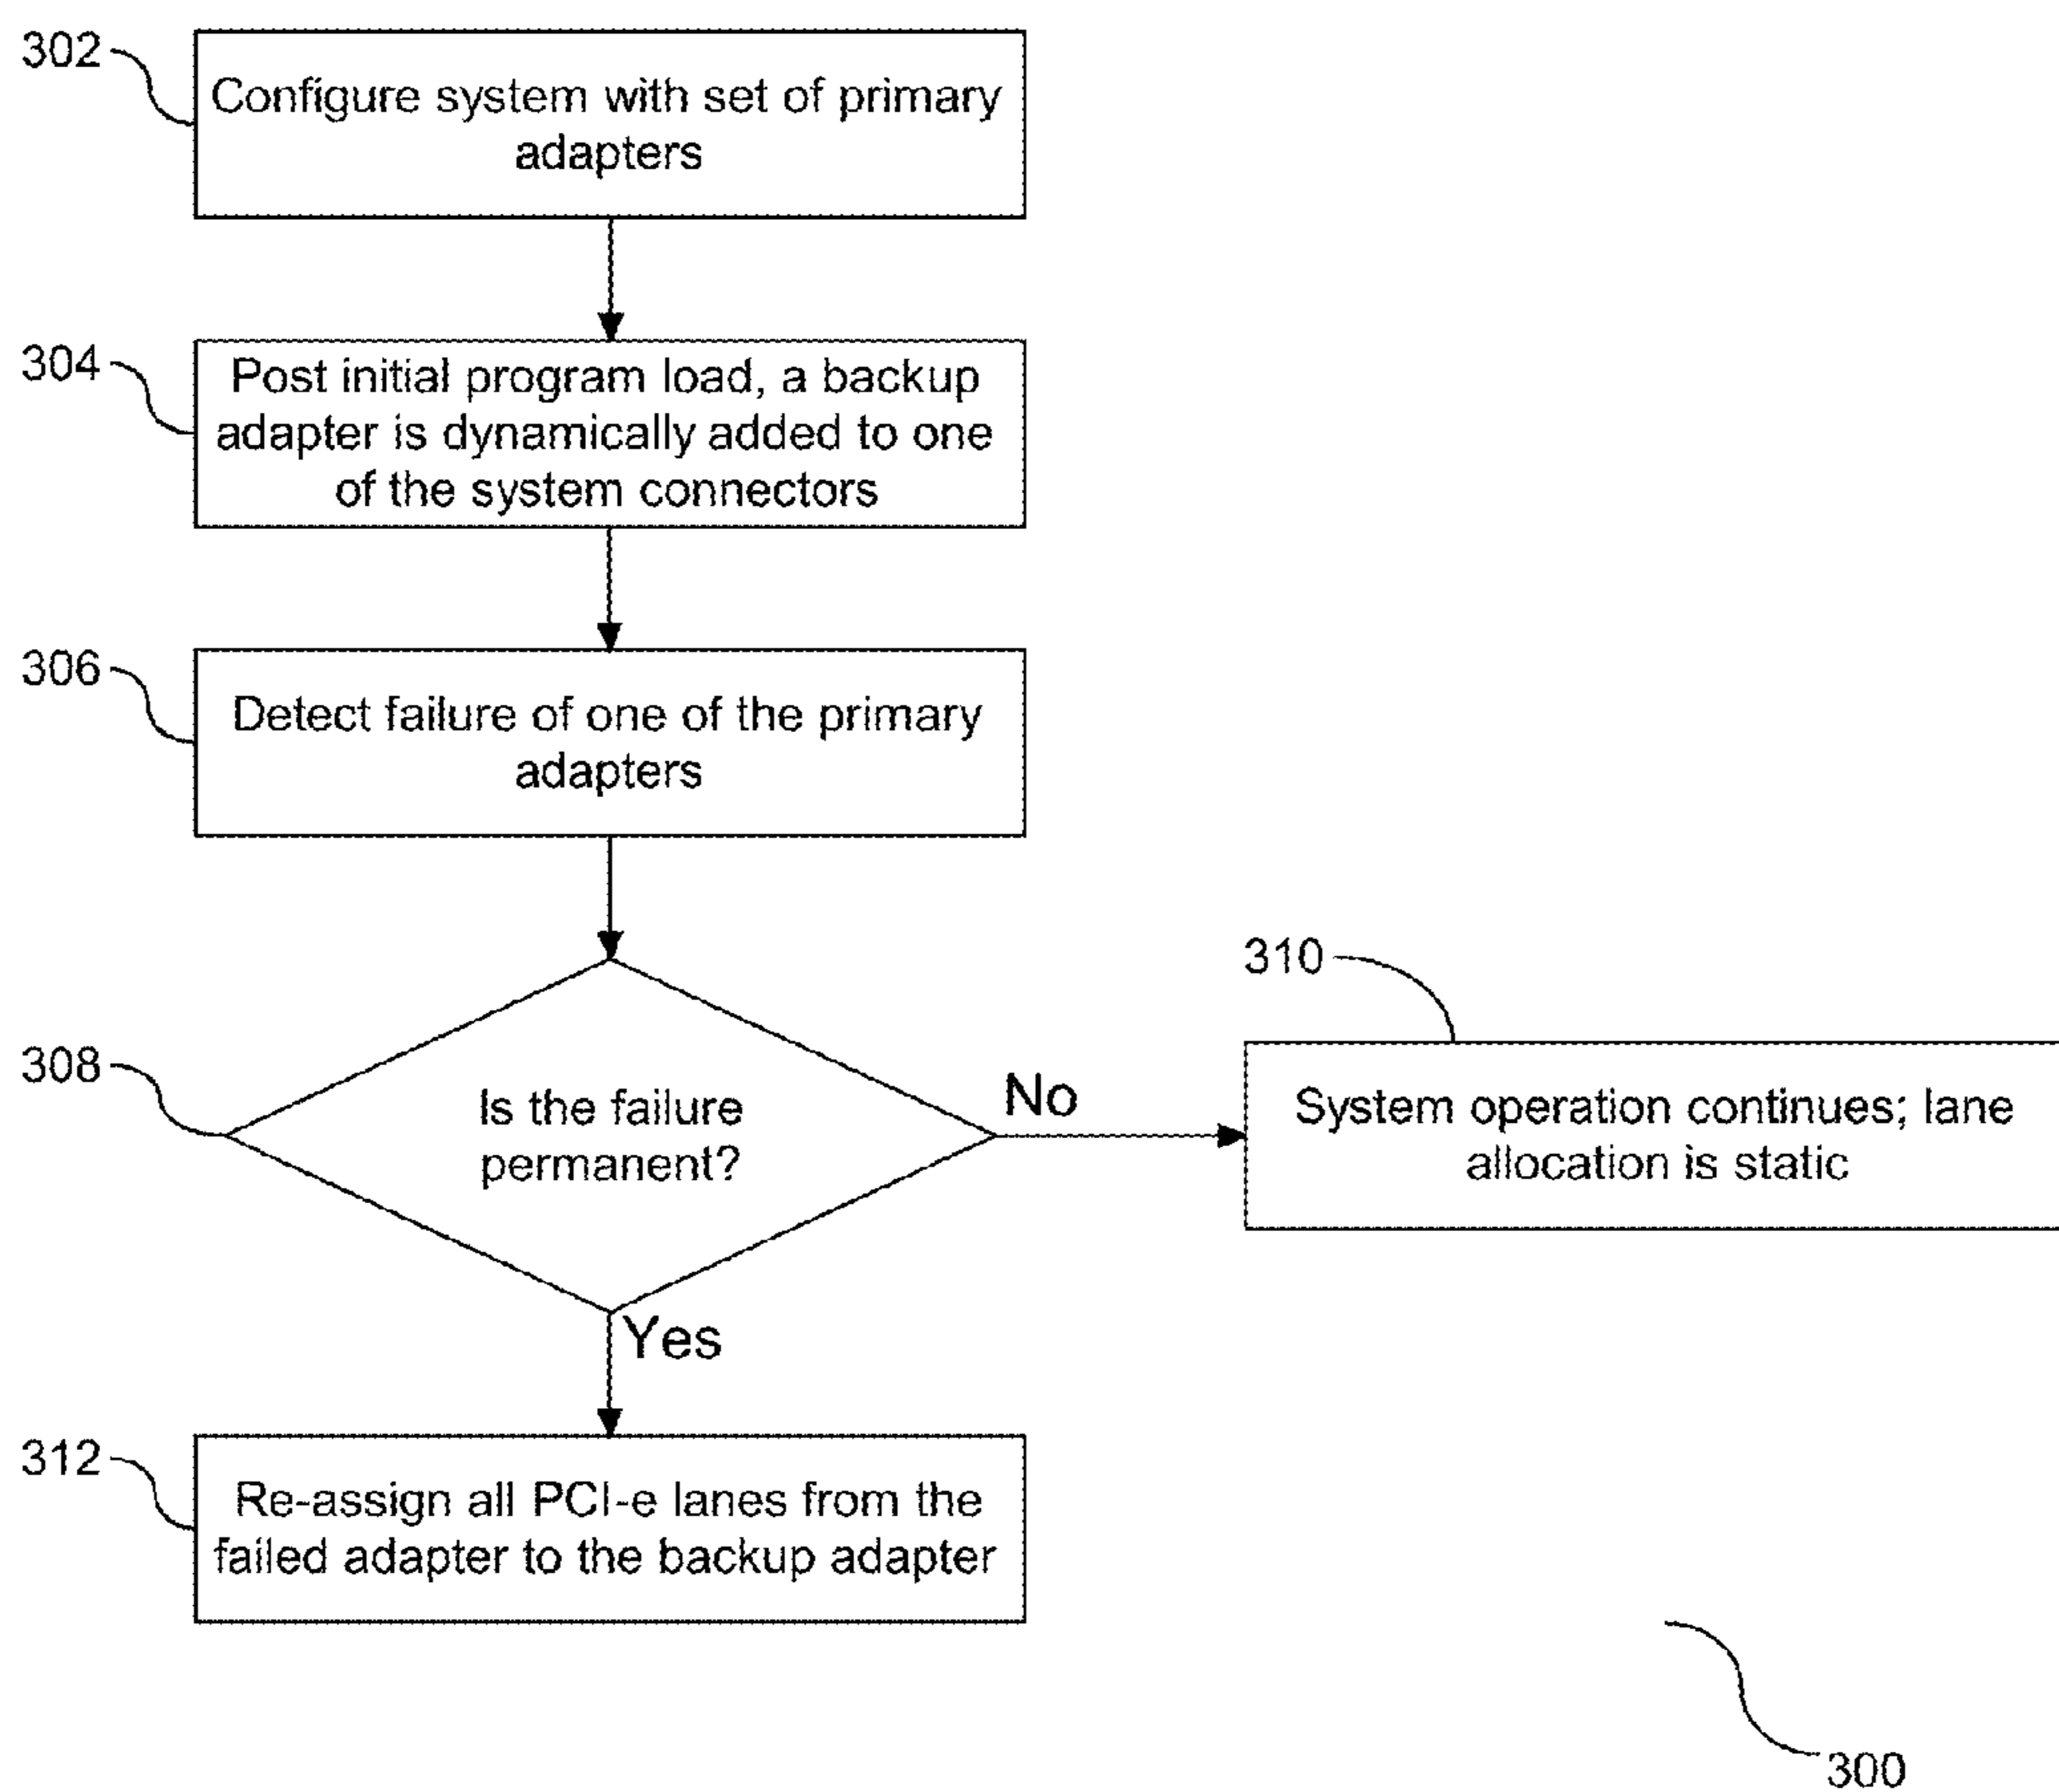 302
Configure system with set of primary
adapters
304
Post initial program load, a backup
adapter is dynamically added to one
of the system connectors
306
Detect failure of one of the primary
adapters
308
Is the failure
permanent?
No
310
System operation continues; lane
allocation is static
Yes
312
Re-assign all PCI-e lanes from the
failed adapter to the backup adapter
300